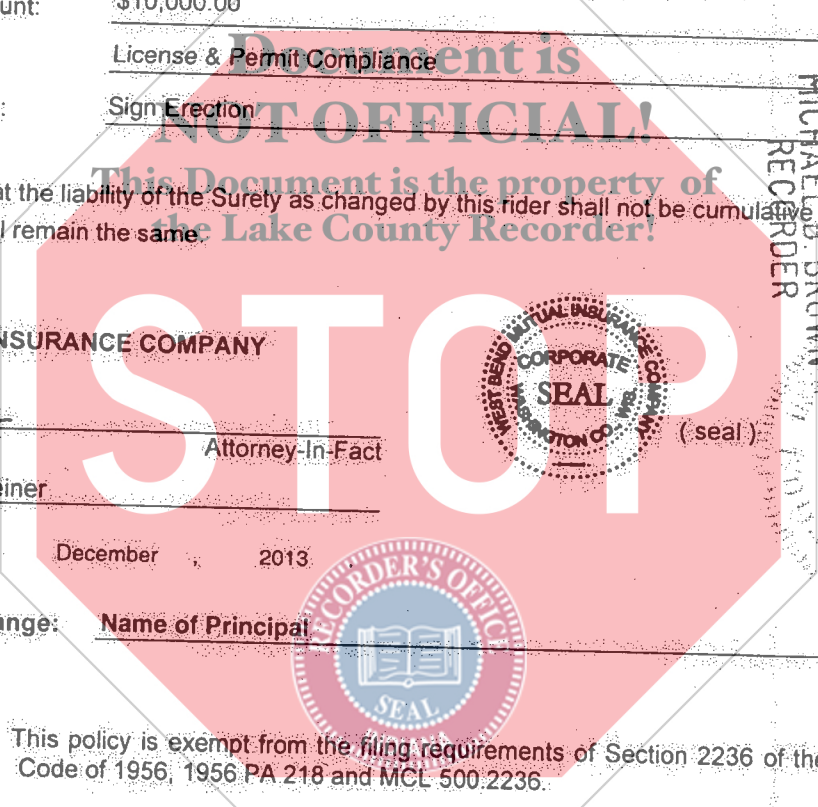 unt: $10,000.00
License & Permit Compliance
Document is
: Sign Erection
NOT OFFICIAL!
This Document is the property of
the Lake County Recorder!
at the liability of the Surety as changed by this rider shall not be cumulative
l remain the same.
RECORDER
STOP
NSURANCE COMPANY
WEST BEND MUTUAL INSURANCE COMPANY
CORPORATE
SEAL
WASHINGTON CO., WIS.
( seal )
Attorney-In-Fact
einer
December , 2013
RECORDER'S OFFICE
SEAL
INDIANA
ange: Name of Principal
This policy is exempt from the filing requirements of Section 2236 of the
Code of 1956, 1956 PA 218 and MCL 500.2236.